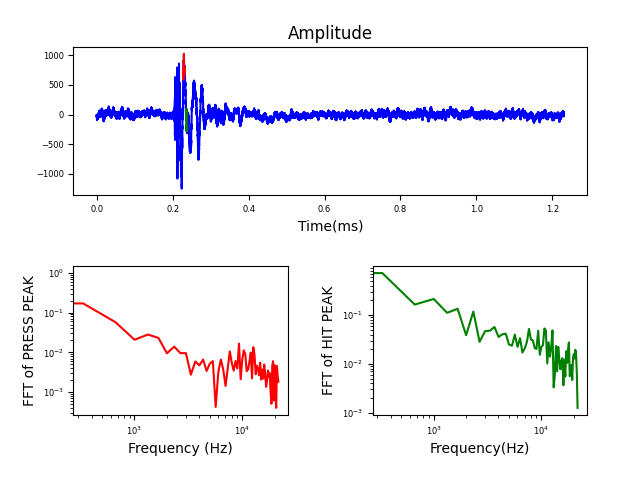 Amplitude
1000
500
0
−500
−1000
0.0 0.2 0.4 0.6 0.8 1.0 1.2
Time(ms)
FFT of PRESS PEAK
10⁰
10⁻¹
10⁻²
10⁻³
10³ 10⁴
Frequency (Hz)
FFT of HIT PEAK
10⁻¹
10⁻²
10⁻³
10³ 10⁴
Frequency(Hz)